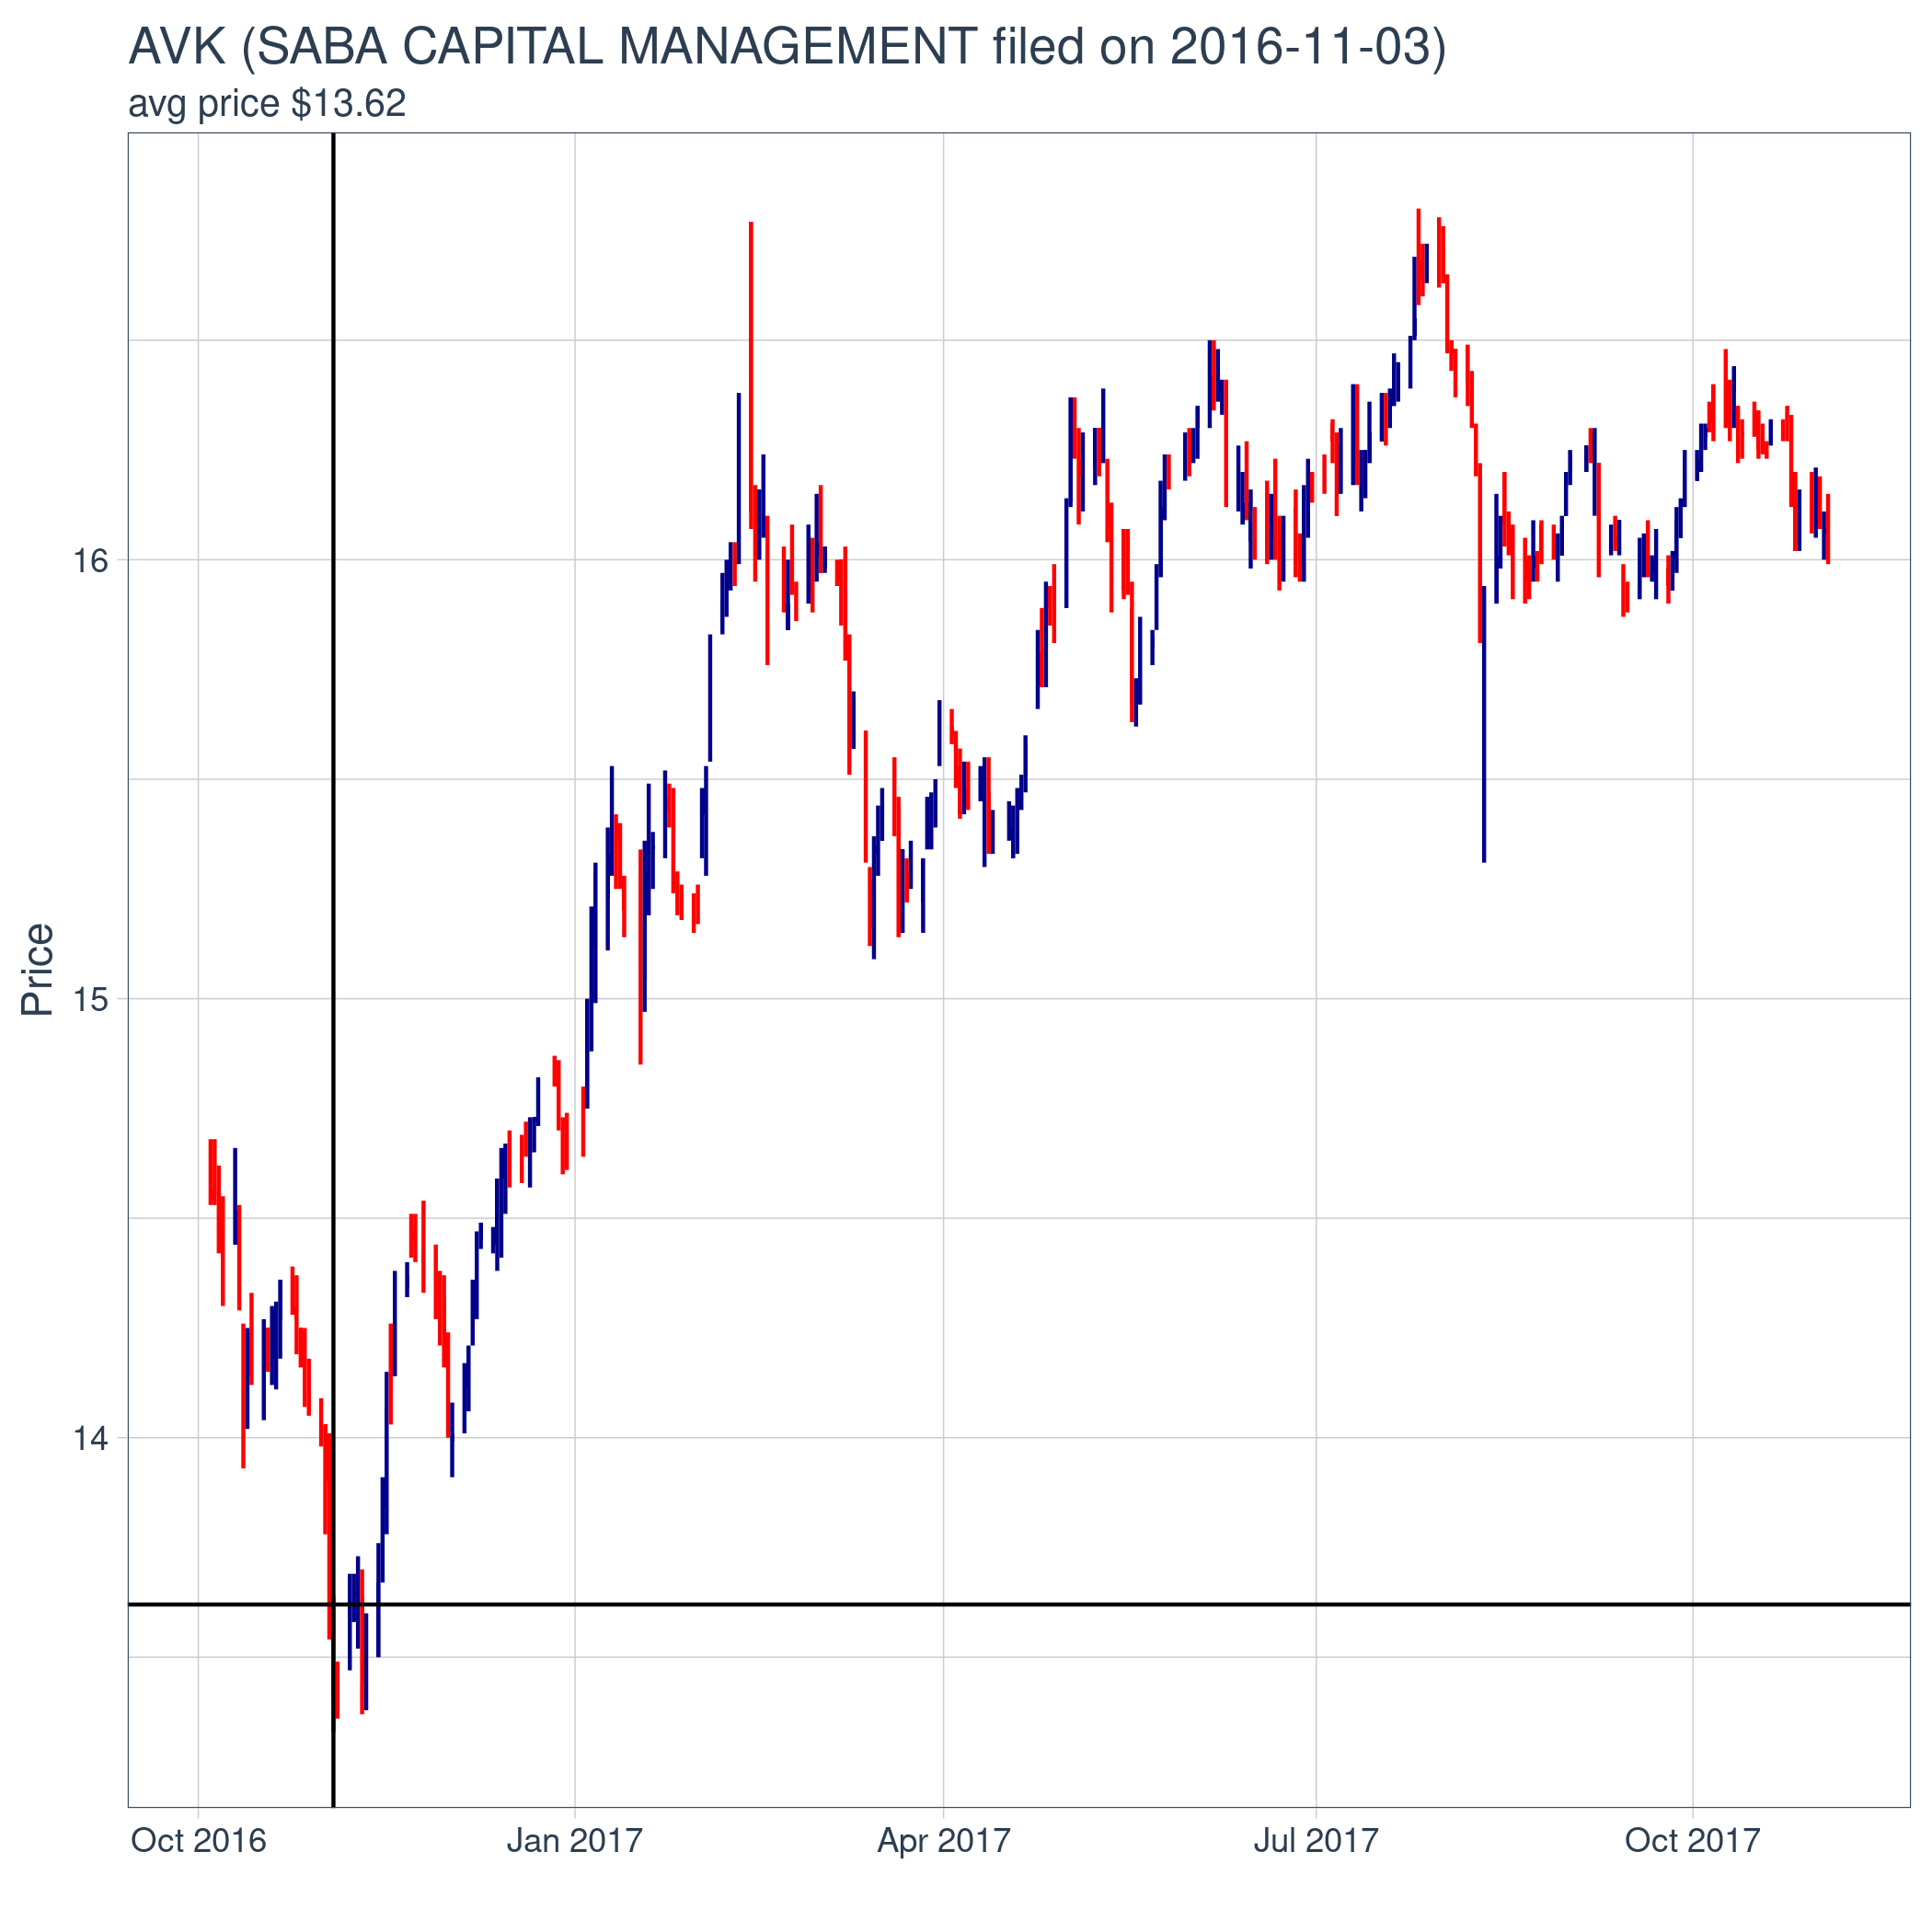 AVK (SABA CAPITAL MANAGEMENT filed on 2016-11-03)
avg price $13.62
Price
16
15
14
Oct 2016
Jan 2017
Apr 2017
Jul 2017
Oct 2017